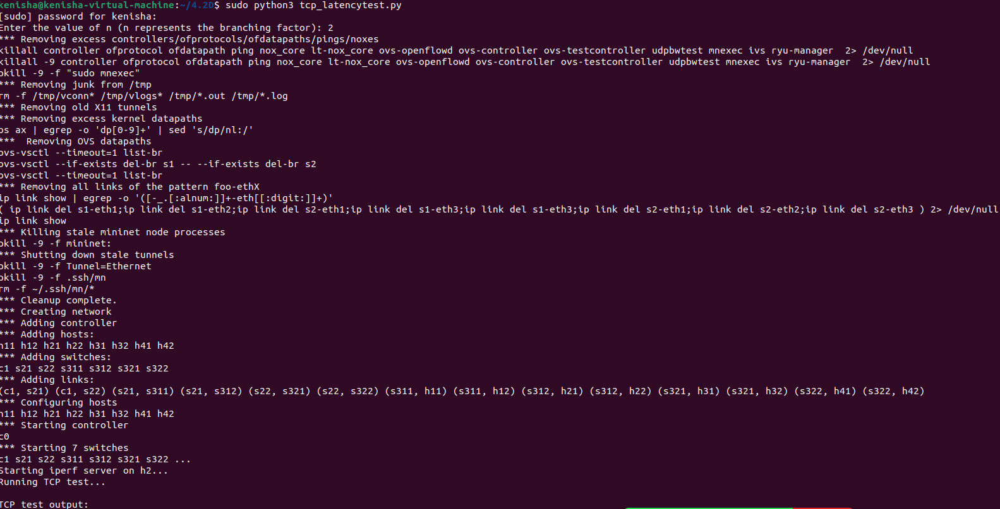 kenisha@kenisha-virtual-machine:~/4.2D$ sudo python3 tcp_latencytest.py
[sudo] password for kenisha:
Enter the value of n (n represents the branching factor): 2
*** Removing excess controllers/ofprotocols/ofdatapaths/pings/noxes
killall controller ofprotocol ofdatapath ping nox_core lt-nox_core ovs-openflowd ovs-controller ovs-testcontroller udpbwtest mnexec ivs ryu-manager  2> /dev/null
killall -9 controller ofprotocol ofdatapath ping nox_core lt-nox_core ovs-openflowd ovs-controller ovs-testcontroller udpbwtest mnexec ivs ryu-manager  2> /dev/null
pkill -9 -f "sudo mnexec"
*** Removing junk from /tmp
rm -f /tmp/vconn* /tmp/vlogs* /tmp/*.out /tmp/*.log
*** Removing old X11 tunnels
*** Removing excess kernel datapaths
ps ax | egrep -o 'dp[0-9]+' | sed 's/dp/nl:/'
***  Removing OVS datapaths
ovs-vsctl --timeout=1 list-br
ovs-vsctl --if-exists del-br s1 -- --if-exists del-br s2
ovs-vsctl --timeout=1 list-br
*** Removing all links of the pattern foo-ethX
ip link show | egrep -o '([-_.[:alnum:]]+-eth[[:digit:]]+)'
( ip link del s1-eth1;ip link del s1-eth2;ip link del s2-eth1;ip link del s1-eth3;ip link del s1-eth3;ip link del s2-eth1;ip link del s2-eth2;ip link del s2-eth3 ) 2> /dev/null
ip link show
*** Killing stale mininet node processes
pkill -9 -f mininet:
*** Shutting down stale tunnels
pkill -9 -f Tunnel=Ethernet
pkill -9 -f .ssh/mn
rm -f ~/.ssh/mn/*
*** Cleanup complete.
*** Creating network
*** Adding controller
*** Adding hosts:
h11 h12 h21 h22 h31 h32 h41 h42
*** Adding switches:
c1 s21 s22 s311 s312 s321 s322
*** Adding links:
(c1, s21) (c1, s22) (s21, s311) (s21, s312) (s22, s321) (s22, s322) (s311, h11) (s311, h12) (s312, h21) (s312, h22) (s321, h31) (s321, h32) (s322, h41) (s322, h42)
*** Configuring hosts
h11 h12 h21 h22 h31 h32 h41 h42
*** Starting controller
c0
*** Starting 7 switches
c1 s21 s22 s311 s312 s321 s322 ...
Starting iperf server on h2...
Running TCP test...
TCP test output: